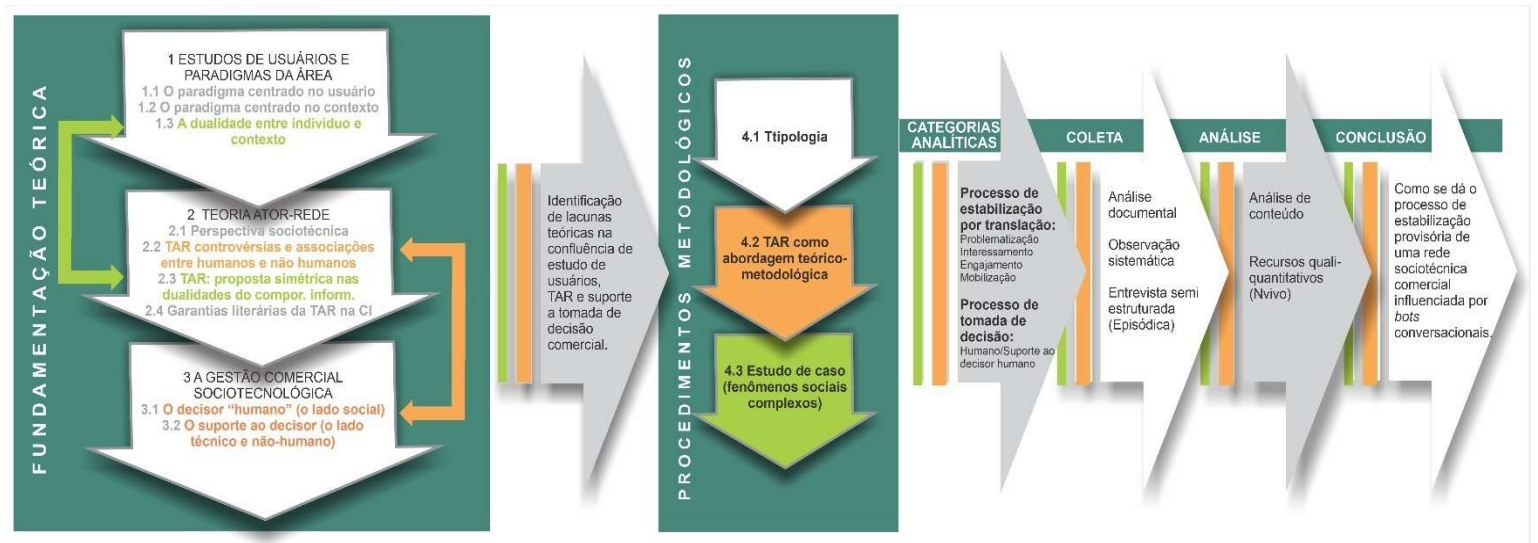 FUNDAMENTAÇÃO TEÓRICA
1 ESTUDOS DE USUÁRIOS E
PARADIGMAS DA ÁREA
1.1 O paradigma centrado no usuário
1.2 O paradigma centrado no contexto
1.3 A dualidade entre indivíduo e
contexto
2 TEORIA ATOR-REDE
2.1 Perspectiva sociotécnica
2.2 TAR controvérsias e associações
entre humanos e não humanos
2.3 TAR: proposta simétrica nas
dualidades do compor. inform.
2.4 Garantias literárias da TAR na CI
3 A GESTÃO COMERCIAL
SOCIOTECNOLÓGICA
3.1 O decisor “humano” (o lado social)
3.2 O suporte ao decisor (o lado
técnico e não-humano)
Identificação
de lacunas
teóricas na
confluência de
estudo de
usuários,
TAR e suporte
a tomada de
decisão
comercial.
PROCEDIMENTOS METODOLÓGICOS
4.1 Ttipologia
4.2 TAR como
abordagem teórico-
metodológica
4.3 Estudo de caso
(fenômenos sociais
complexos)
CATEGORIAS
ANALÍTICAS
Processo de
estabilização
por translação:
Problematização
Interessamento
Engajamento
Mobilização
Processo de
tomada de
decisão:
Humano/Suporte ao
decisor humano
COLETA
Análise
documental
Observação
sistemática
Entrevista semi
estruturada
(Episódica)
ANÁLISE
Análise de
conteúdo
Recursos quali-
quantitativos
(Nvivo)
CONCLUSÃO
Como se dá o
processo de
estabilização
provisória de
uma rede
sociotécnica
comercial
influenciada por
bots
conversacionais.